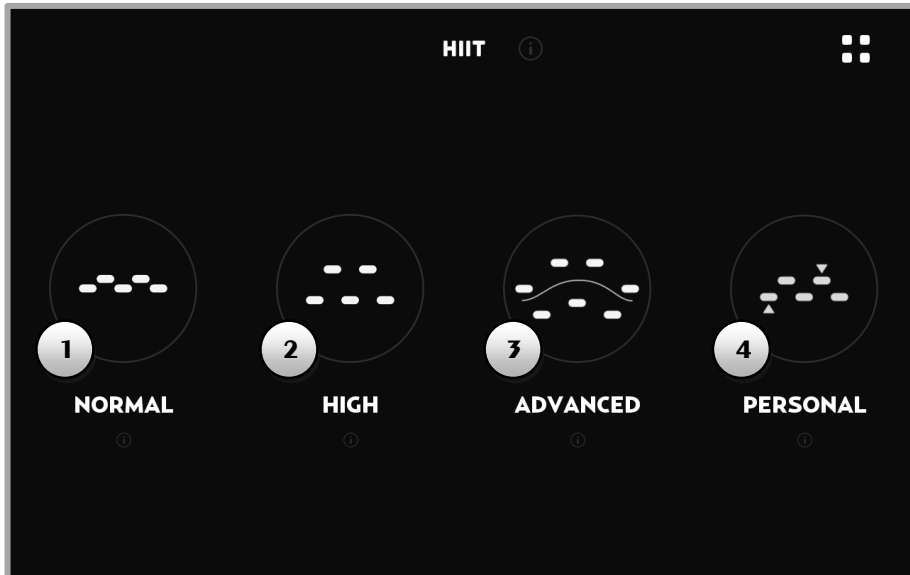 HIIT
1
2
3
4
NORMAL
HIGH
ADVANCED
PERSONAL